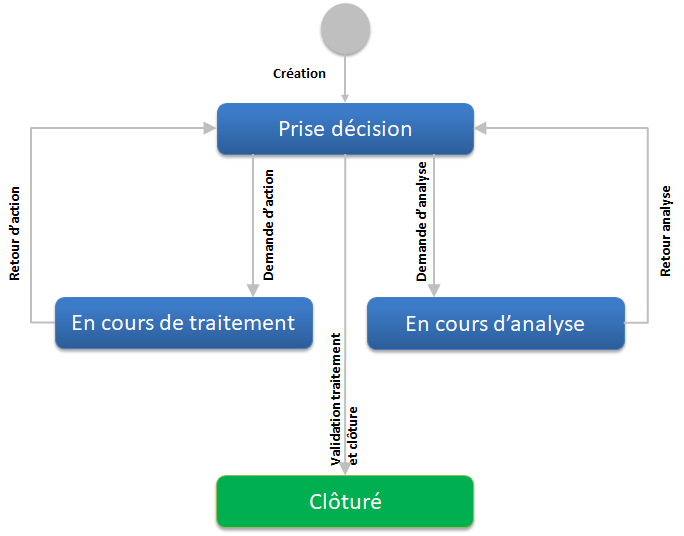 Création
Prise décision
Retour d’action
Demande d’action
Demande d’analyse
Retour analyse
En cours de traitement
En cours d’analyse
Validation traitement
et clôture
Clôturé